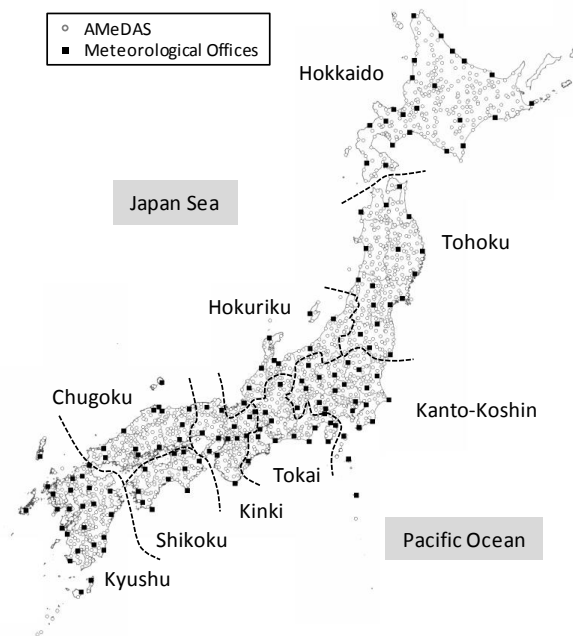 AMeDAS
Meteorological Offices
Hokkaido
Japan Sea
Tohoku
Hokuriku
Chugoku
Kanto-Koshin
Tokai
Kinki
Shikoku
Pacific Ocean
Kyushu